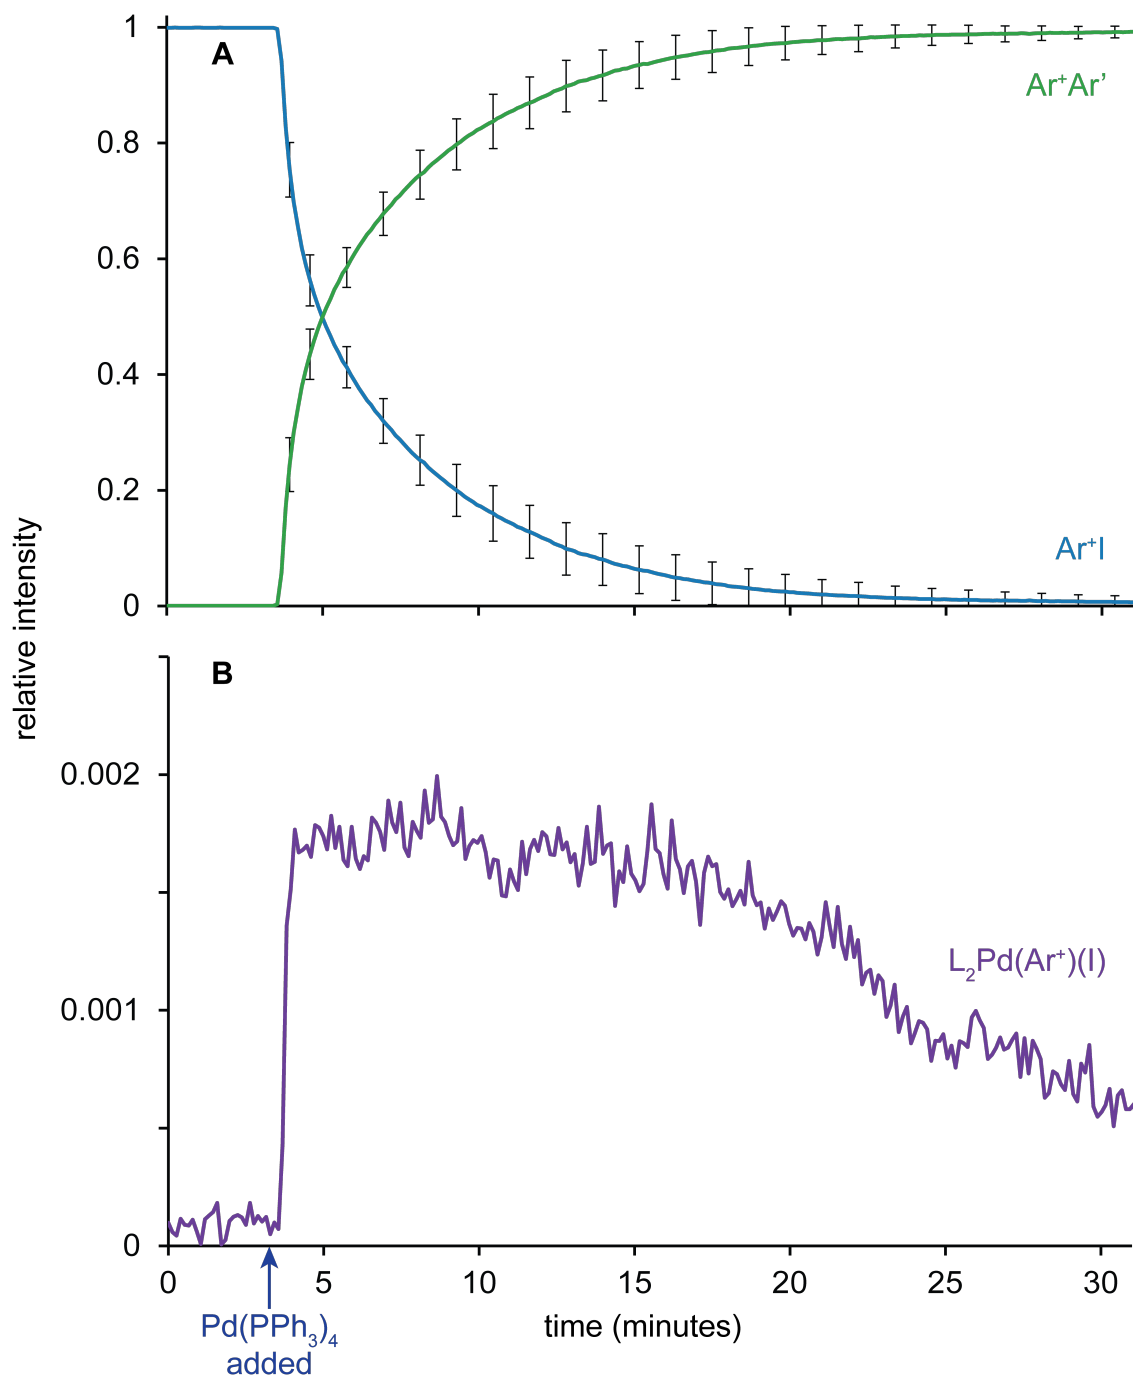 1
A
Ar⁺Ar’
0.8
0.6
0.4
0.2
Ar⁺I
0
relative intensity
B
0.002
L₂Pd(Ar⁺)(I)
0.001
0
0 5 10 15 20 25 30
time (minutes)
Pd(PPh₃)₄
added